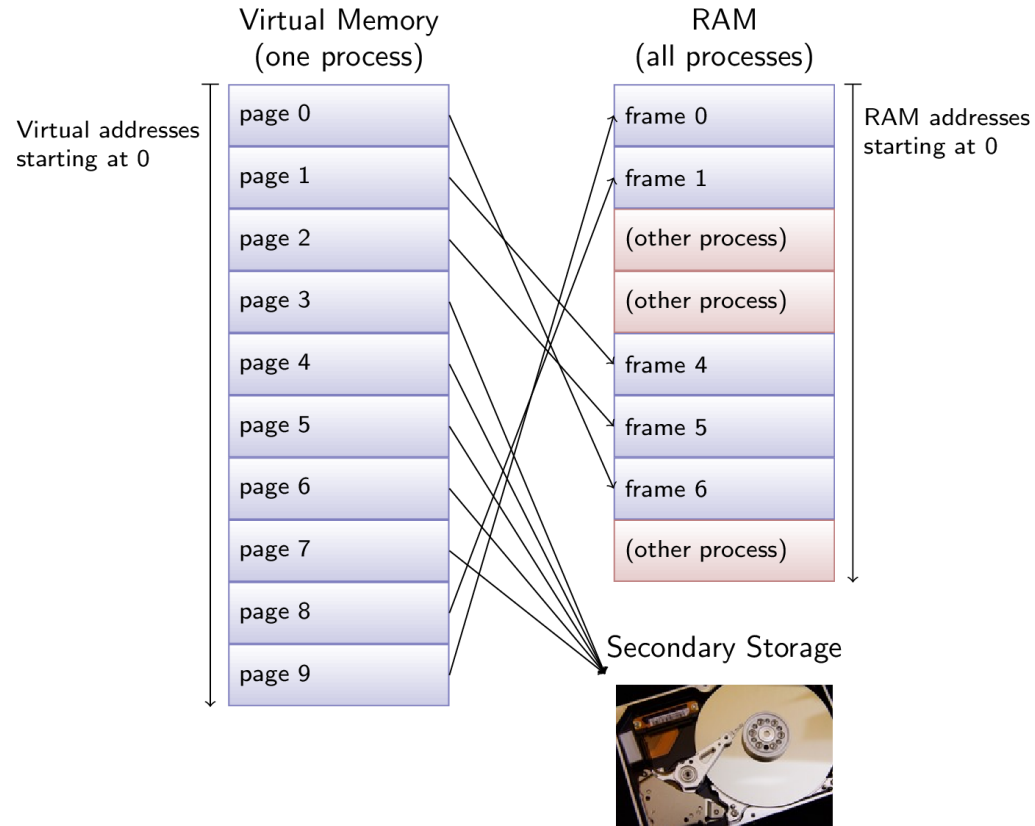 Virtual Memory
(one process)
RAM
(all processes)
Virtual addresses
starting at 0
page 0
page 1
page 2
page 3
page 4
page 5
page 6
page 7
page 8
page 9
frame 0
frame 1
(other process)
(other process)
frame 4
frame 5
frame 6
(other process)
RAM addresses
starting at 0
Secondary Storage